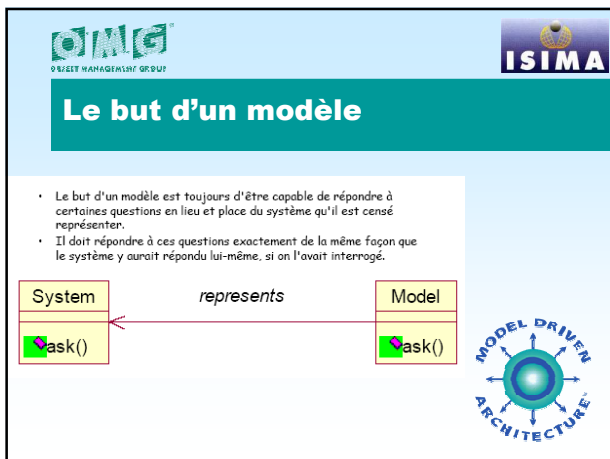 OMG
OBJECT MANAGEMENT GROUP
ISIMA
Le but d'un modèle
• Le but d'un modèle est toujours d'être capable de répondre à
certaines questions en lieu et place du système qu'il est censé
représenter.
• Il doit répondre à ces questions exactement de la même façon que
le système y aurait répondu lui-même, si on l'avait interrogé.
System
represents
Model
ask()
ask()
MODEL DRIVEN
ARCHITECTURE